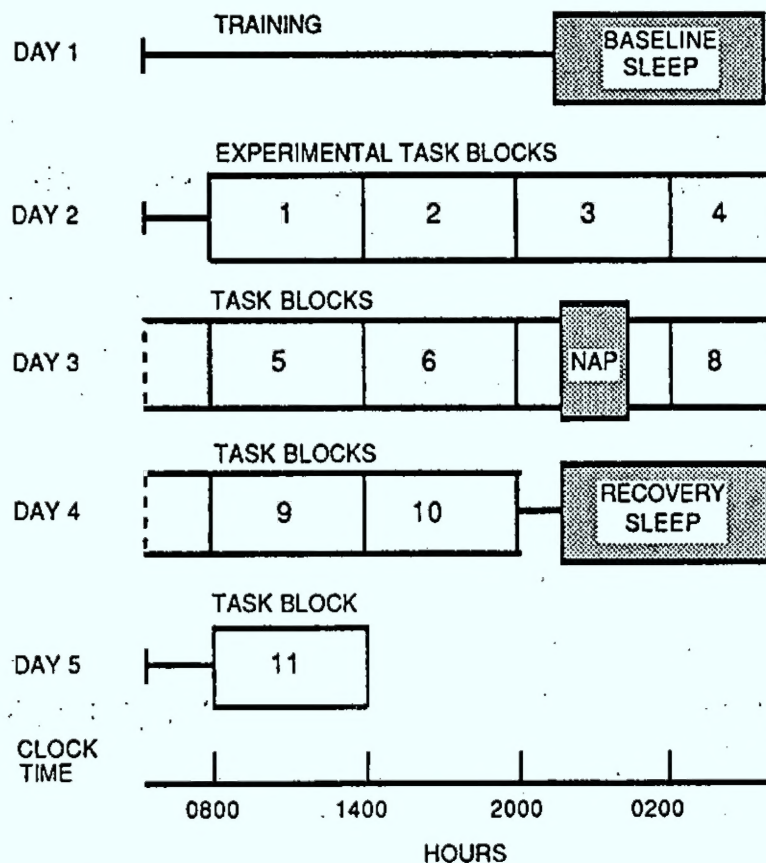 TRAINING
DAY 1
BASELINE
SLEEP
EXPERIMENTAL TASK BLOCKS
DAY 2
1 2 3 4
TASK BLOCKS
DAY 3
5 6 NAP 8
TASK BLOCKS
DAY 4
9 10
RECOVERY
SLEEP
TASK BLOCK
DAY 5
11
CLOCK
TIME
0800 1400 2000 0200
HOURS